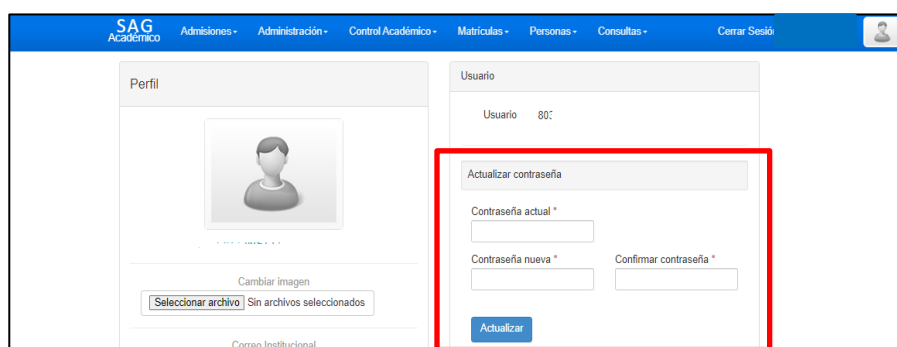 SAG
Académico
Admisiones
Administración
Control Académico
Matrículas
Personas
Consultas
Cerrar
Perfil
Cambiar imagen
Seleccionar archivo Sin archivos seleccionados
Correo Institucional
Usuario
Usuario
Actualizar contraseña
Contraseña actual *
Contraseña nueva * Confirmar contraseña *
Actualizar